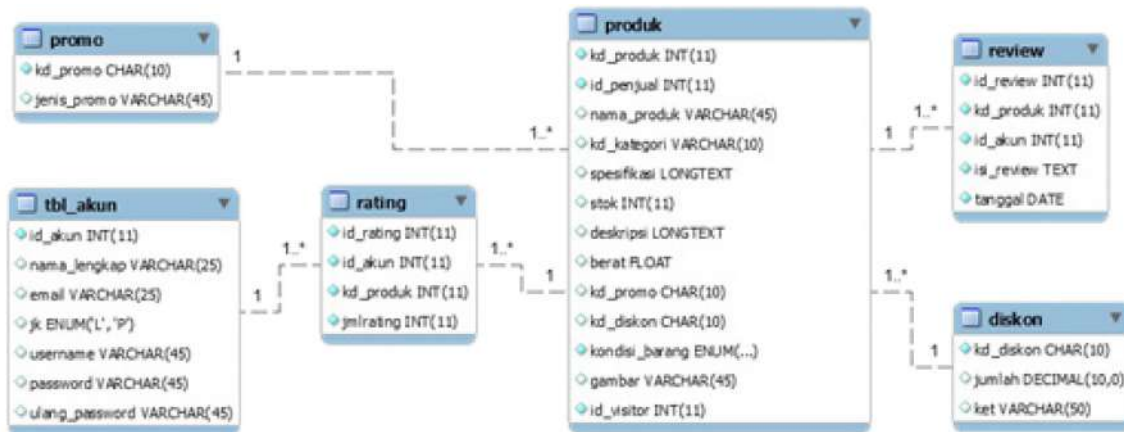 promo
kd_promo CHAR(10)
jenis_promo VARCHAR(45)
1
1..*
produk
kd_produk INT(11)
id_penjual INT(11)
nama_produk VARCHAR(45)
kd_kategori VARCHAR(10)
spesifikasi LONGTEXT
stok INT(11)
deskripsi LONGTEXT
berat FLOAT
kd_promo CHAR(10)
kd_diskon CHAR(10)
kondisi_barang ENUM(...)
gambar VARCHAR(45)
id_visitor INT(11)
1
1..*
review
id_review INT(11)
kd_produk INT(11)
id_akun INT(11)
isi_review TEXT
tanggal DATE
tbl_akun
id_akun INT(11)
nama_lengkap VARCHAR(25)
email VARCHAR(25)
jk ENUM('L','P')
username VARCHAR(45)
password VARCHAR(45)
ulang_password VARCHAR(45)
1
1..*
rating
id_rating INT(11)
id_akun INT(11)
kd_produk INT(11)
jmlrating INT(11)
1..*
1
1..*
1
diskon
kd_diskon CHAR(10)
jumlah DECIMAL(10,0)
ket VARCHAR(50)